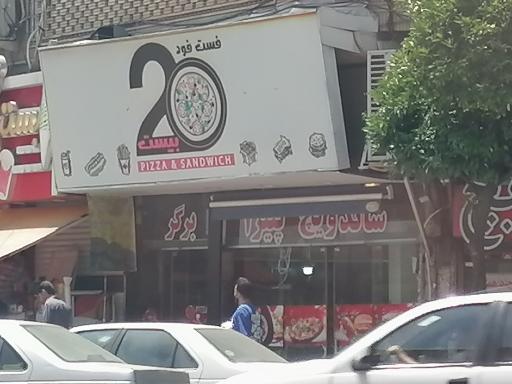 فست فود
20
بیست
PIZZA & SANDWICH
ساندویچ پیتزا برگر